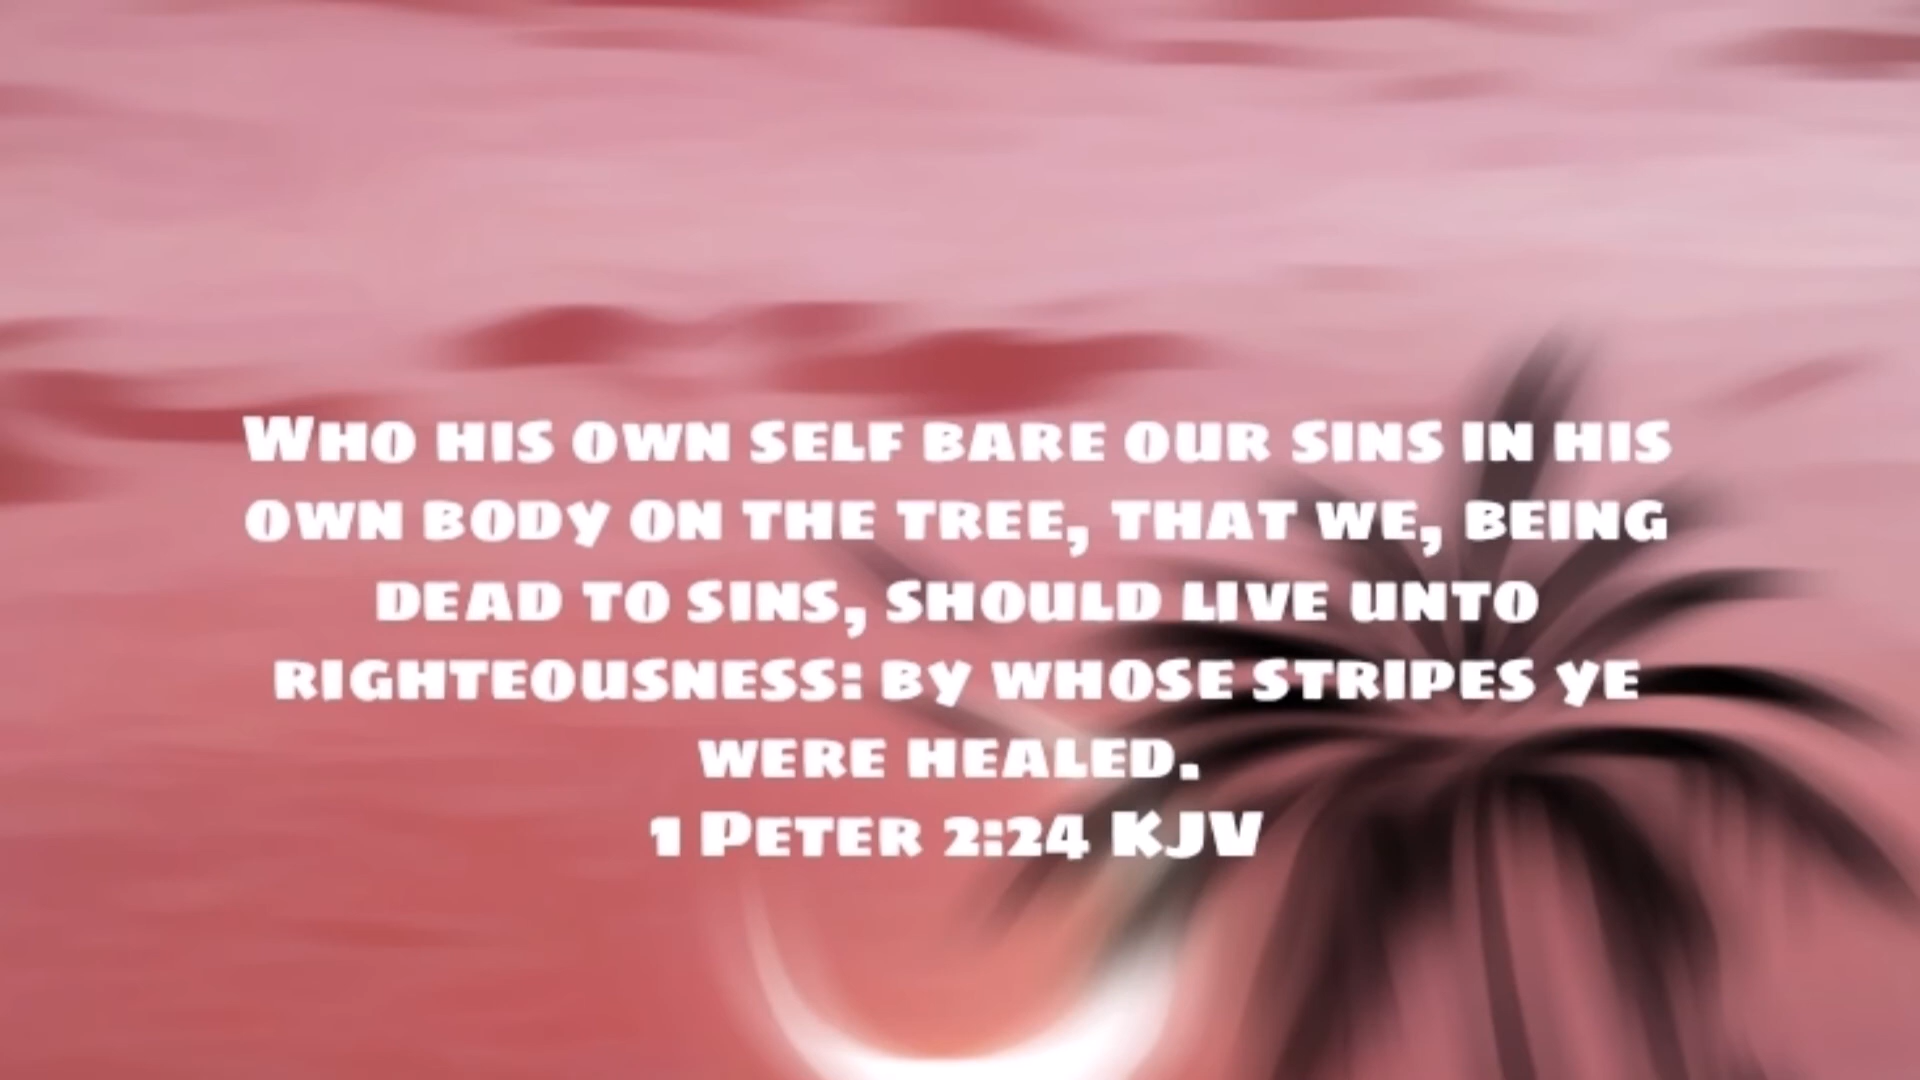 Who his own self bare our sins in his
own body on the tree, that we, being
dead to sins, should live unto
righteousness: by whose stripes ye
were healed.
1 Peter 2:24 KJV